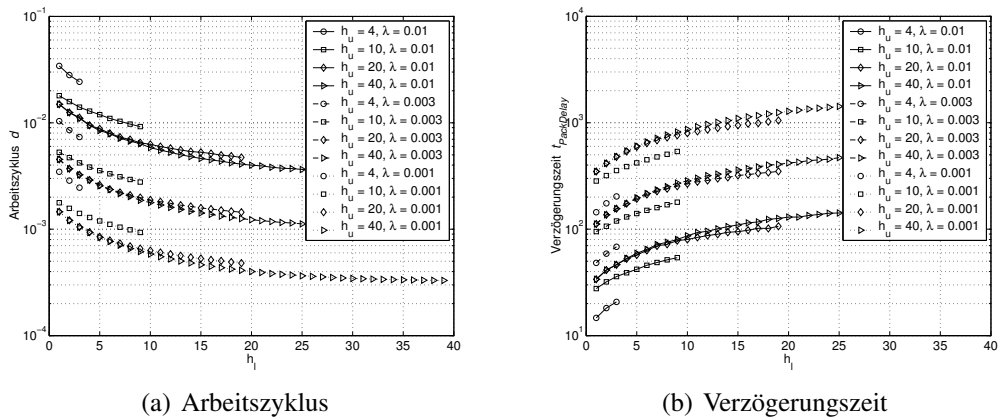 10^{-1}
10^{-2}
10^{-3}
10^{-4}
Arbeitszyklus d
0 5 10 15 20 25 30 35 40
h_l
h_u = 4, λ = 0.01
h_u = 10, λ = 0.01
h_u = 20, λ = 0.01
h_u = 40, λ = 0.01
h_u = 4, λ = 0.003
h_u = 10, λ = 0.003
h_u = 20, λ = 0.003
h_u = 40, λ = 0.003
h_u = 4, λ = 0.001
h_u = 10, λ = 0.001
h_u = 20, λ = 0.001
h_u = 40, λ = 0.001
(a) Arbeitszyklus
10^4
10^3
10^2
10^1
Verzögerungszeit t_{PackDelay}
0 5 10 15 20 25 30 35 40
h_l
h_u = 4, λ = 0.01
h_u = 10, λ = 0.01
h_u = 20, λ = 0.01
h_u = 40, λ = 0.01
h_u = 4, λ = 0.003
h_u = 10, λ = 0.003
h_u = 20, λ = 0.003
h_u = 40, λ = 0.003
h_u = 4, λ = 0.001
h_u = 10, λ = 0.001
h_u = 20, λ = 0.001
h_u = 40, λ = 0.001
(b) Verzögerungszeit